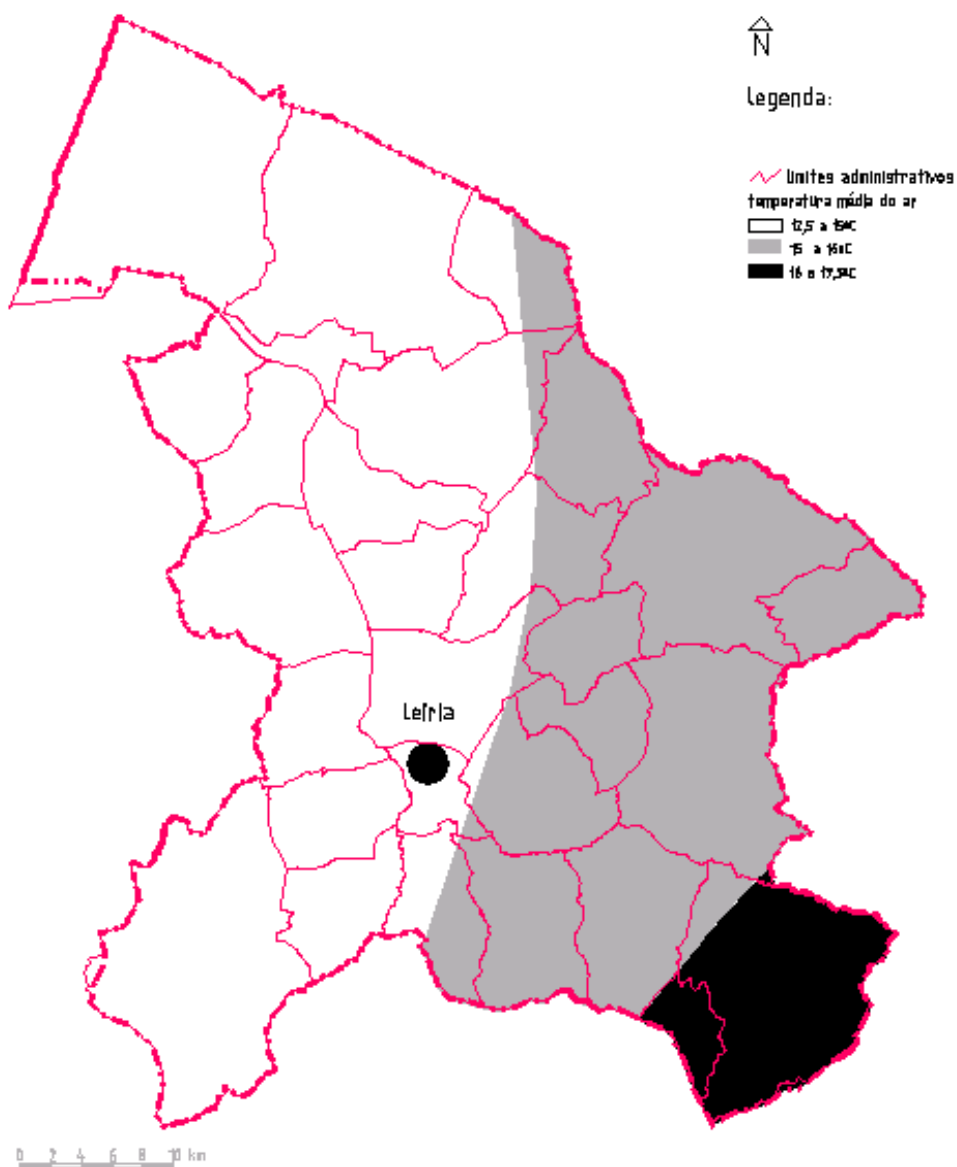 N
Legenda:
limites administrativos
temperatura média do ar
12,5 a 15ºC
15 a 16ºC
16 a 17,5ºC
Leiria
0 2 4 6 8 10 km